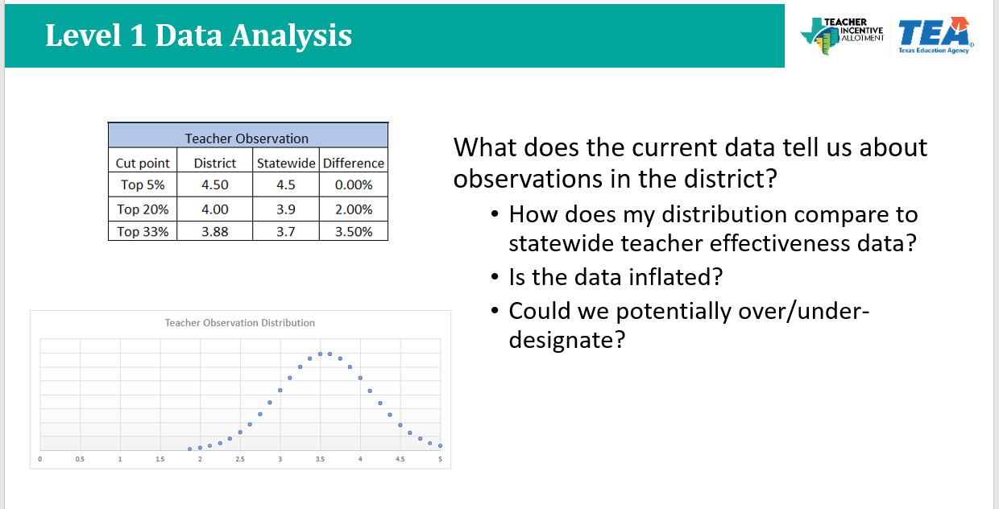 Level 1 Data Analysis
TEACHER
INCENTIVE
ALLOTMENT
TEA®
Texas Education Agency
Teacher Observation
Cut point District Statewide Difference
Top 5% 4.50 4.5 0.00%
Top 20% 4.00 3.9 2.00%
Top 33% 3.88 3.7 3.50%
What does the current data tell us about
observations in the district?
• How does my distribution compare to
statewide teacher effectiveness data?
• Is the data inflated?
• Could we potentially over/under-
designate?
Teacher Observation Distribution
0 0.5 1 1.5 2 2.5 3 3.5 4 4.5 5